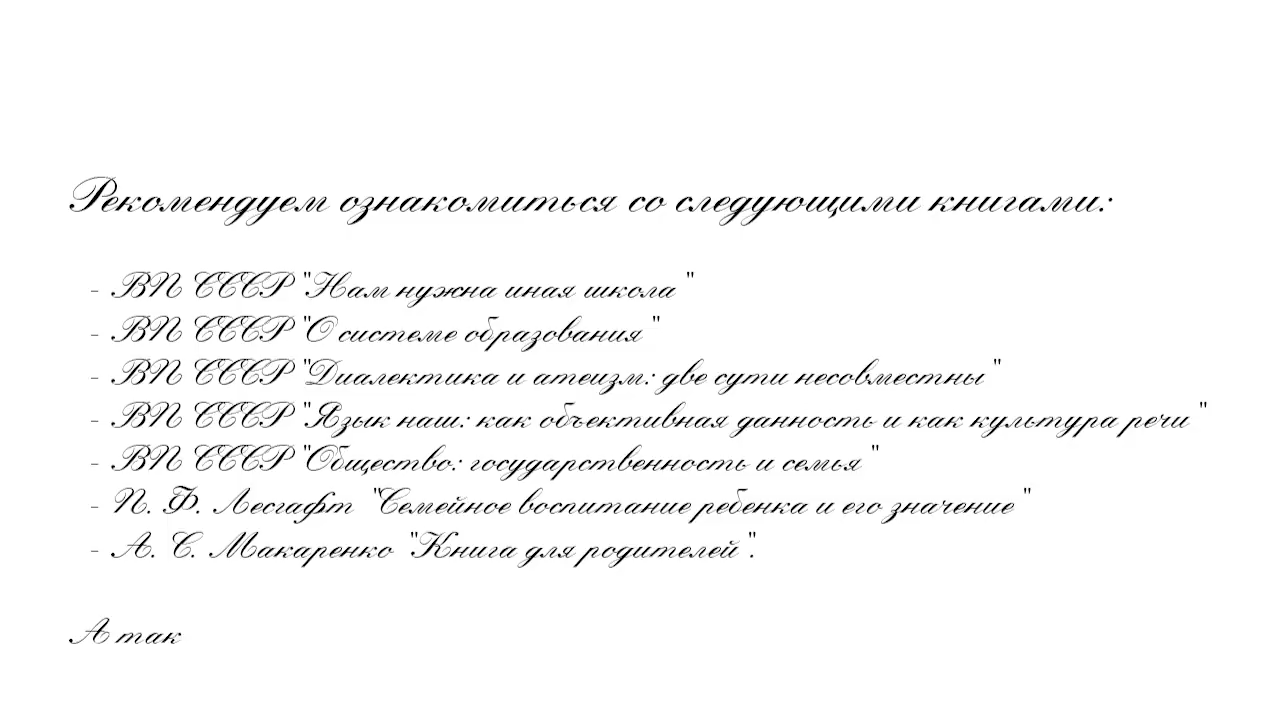 Рекомендуем ознакомиться со следующими книгами:
- ВП СССР "Нам нужна иная школа"
- ВП СССР "О системе образования"
- ВП СССР "Диалектика и атеизм: две сути несовместны"
- ВП СССР "Язык наш: как объективная данность и как культура речи"
- ВП СССР "Общество: государственность и семья"
- П. Ф. Лесгафт "Семейное воспитание ребенка и его значение"
- А. С. Макаренко "Книга для родителей".
А так